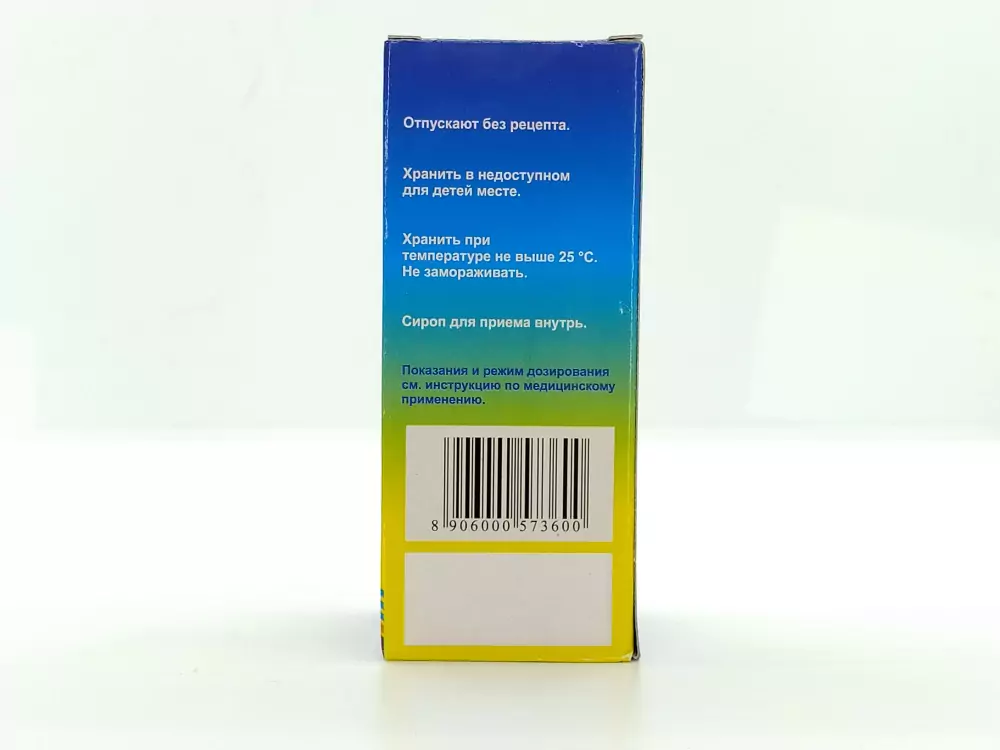 Отпускают без рецепта.
Хранить в недоступном
для детей месте.
Хранить при
температуре не выше 25 °С.
Не замораживать.
Сироп для приема внутрь.
Показания и режим дозирования
см. инструкцию по медицинскому
применению.
8 906000 573600